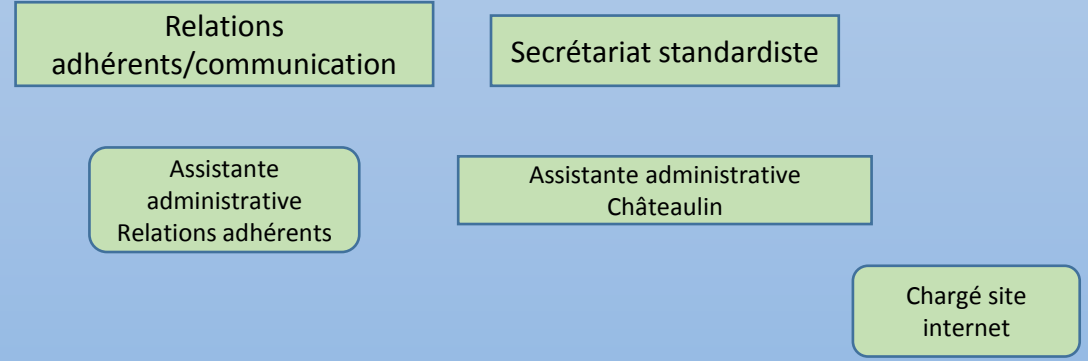 Relations
adhérents/communication
Secrétariat standardiste
Assistante
administrative
Relations adhérents
Assistante administrative
Châteaulin
Chargé site
internet